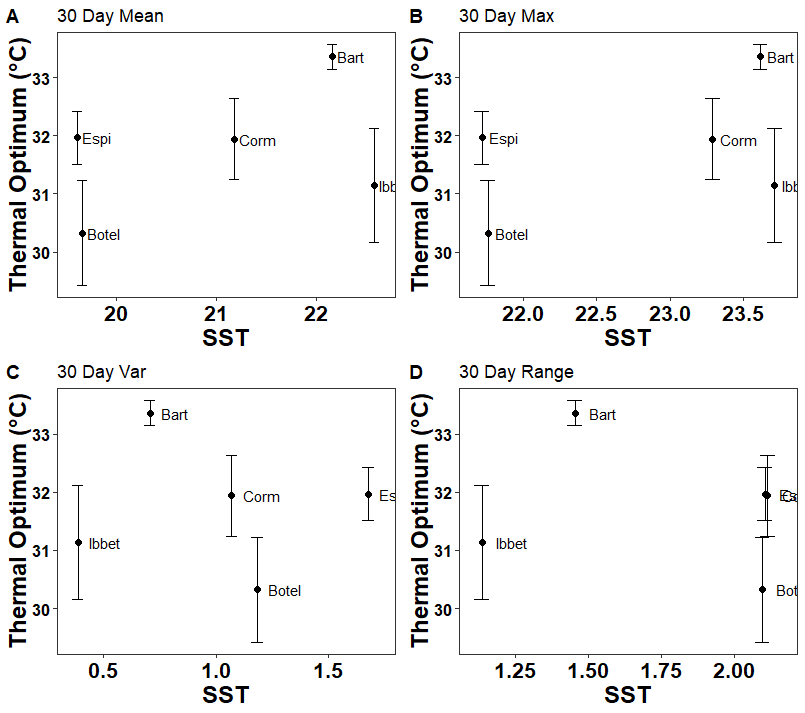 A 30 Day Mean
Thermal Optimum (°C)
33
32
31
30
Bart
Espi
Corm
Ibb
Botel
20 21 22
SST
B 30 Day Max
Thermal Optimum (°C)
33
32
31
30
Bart
Espi
Corm
Ibb
Botel
22.0 22.5 23.0 23.5
SST
C 30 Day Var
Thermal Optimum (°C)
33
32
31
30
Bart
Corm
Es
Ibbet
Botel
0.5 1.0 1.5
SST
D 30 Day Range
Thermal Optimum (°C)
33
32
31
30
Bart
Ibbet
Bot
1.25 1.50 1.75 2.00
SST